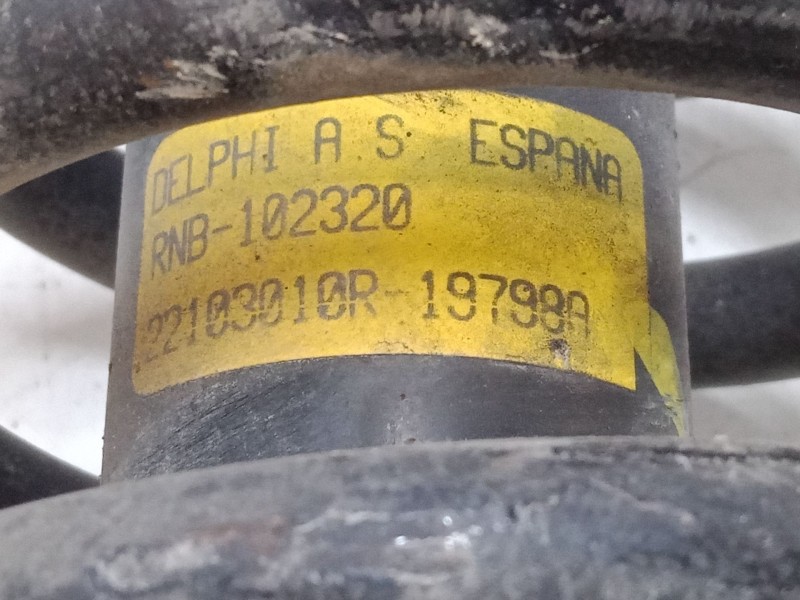 DELPHI A S ESPAÑA
RNB-102320
22103010R-19798A